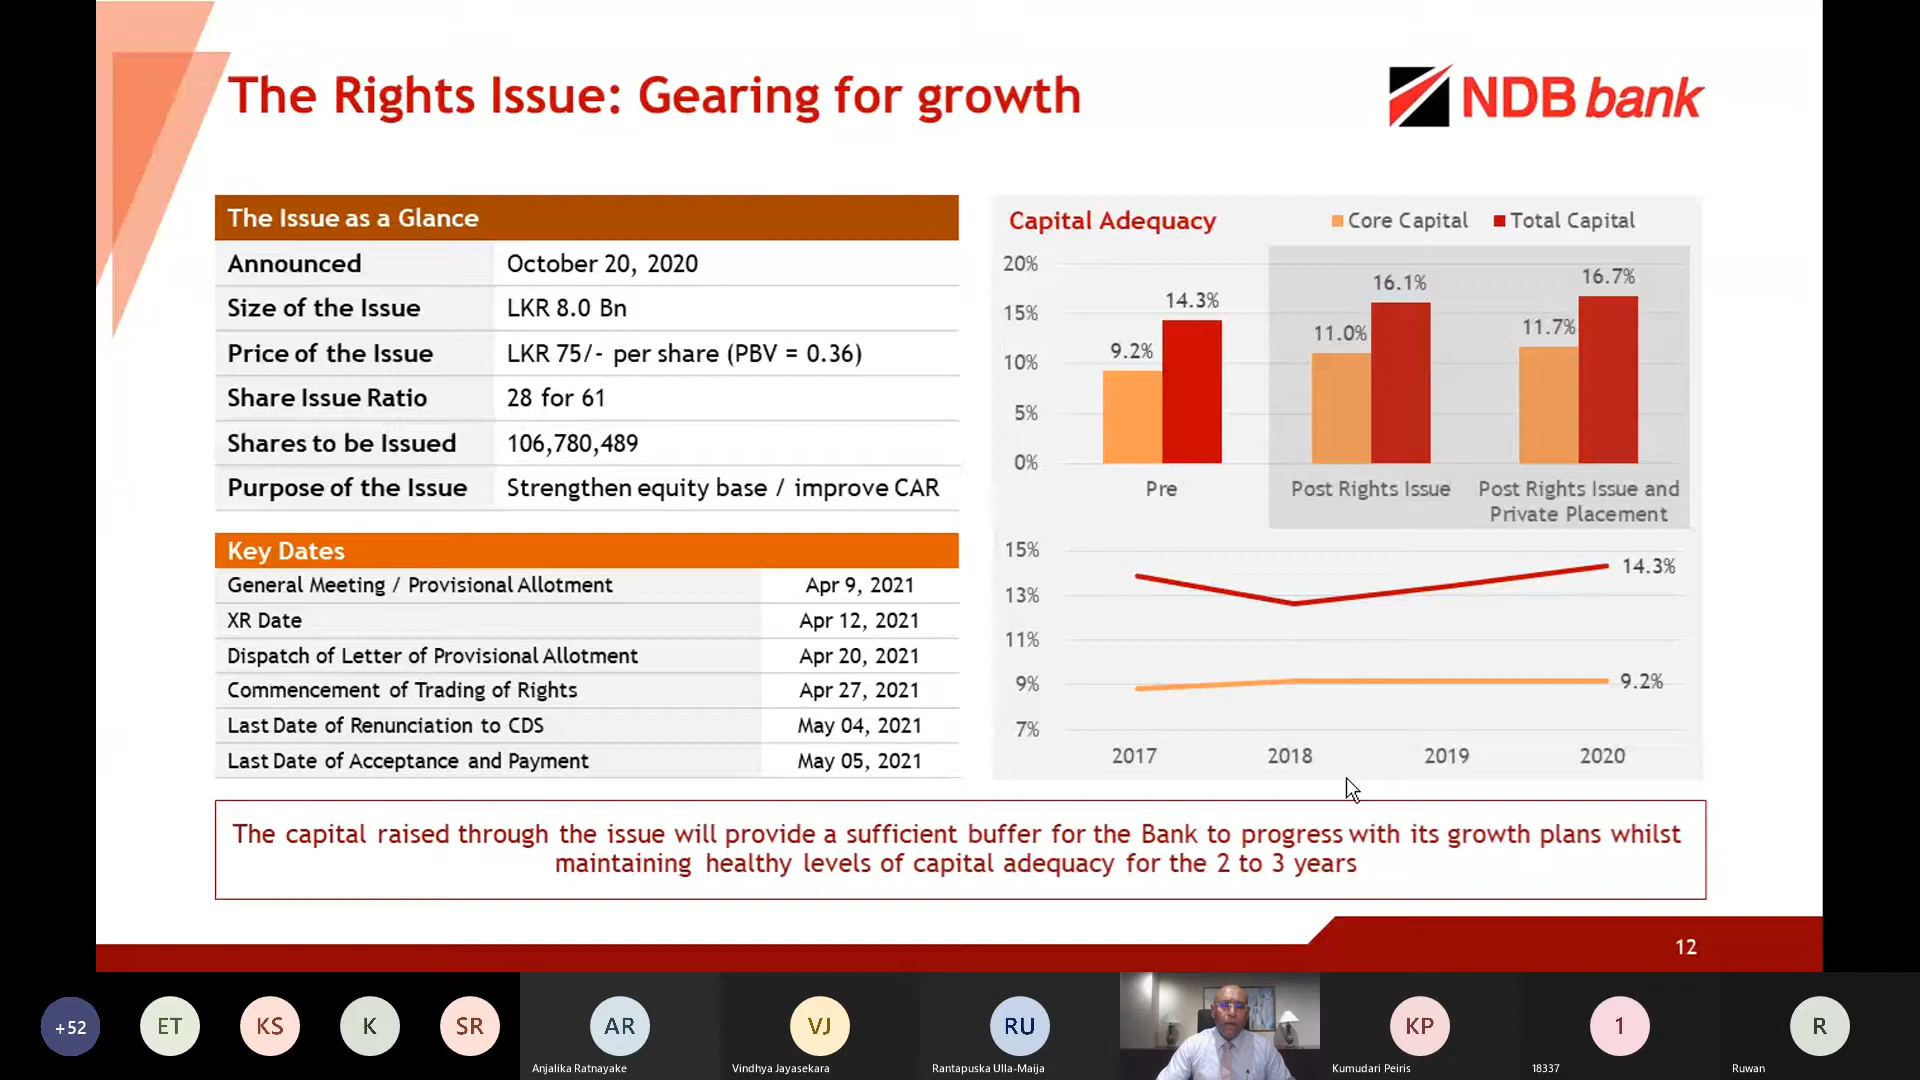 The Rights Issue: Gearing for growth
NDB bank
The Issue as a Glance
Announced October 20, 2020
Size of the Issue LKR 8.0 Bn
Price of the Issue LKR 75/- per share (PBV = 0.36)
Share Issue Ratio 28 for 61
Shares to be Issued 106,780,489
Purpose of the Issue Strengthen equity base / improve CAR
Key Dates
General Meeting / Provisional Allotment Apr 9, 2021
XR Date Apr 12, 2021
Dispatch of Letter of Provisional Allotment Apr 20, 2021
Commencement of Trading of Rights Apr 27, 2021
Last Date of Renunciation to CDS May 04, 2021
Last Date of Acceptance and Payment May 05, 2021
Capital Adequacy
Core Capital Total Capital
20%
15%
10%
5%
0%
9.2%
14.3%
11.0%
16.1%
11.7%
16.7%
Pre
Post Rights Issue
Post Rights Issue and
Private Placement
15%
13%
11%
9%
7%
14.3%
9.2%
2017 2018 2019 2020
The capital raised through the issue will provide a sufficient buffer for the Bank to progress with its growth plans whilst
maintaining healthy levels of capital adequacy for the 2 to 3 years
12
+52
ET
KS
K
SR
AR
Anjalika Ratnayake
VJ
Vindhya Jayasekara
RU
Rantapuska Ulla-Maija
KP
Kumudari Peiris
1
18337
R
Ruwan